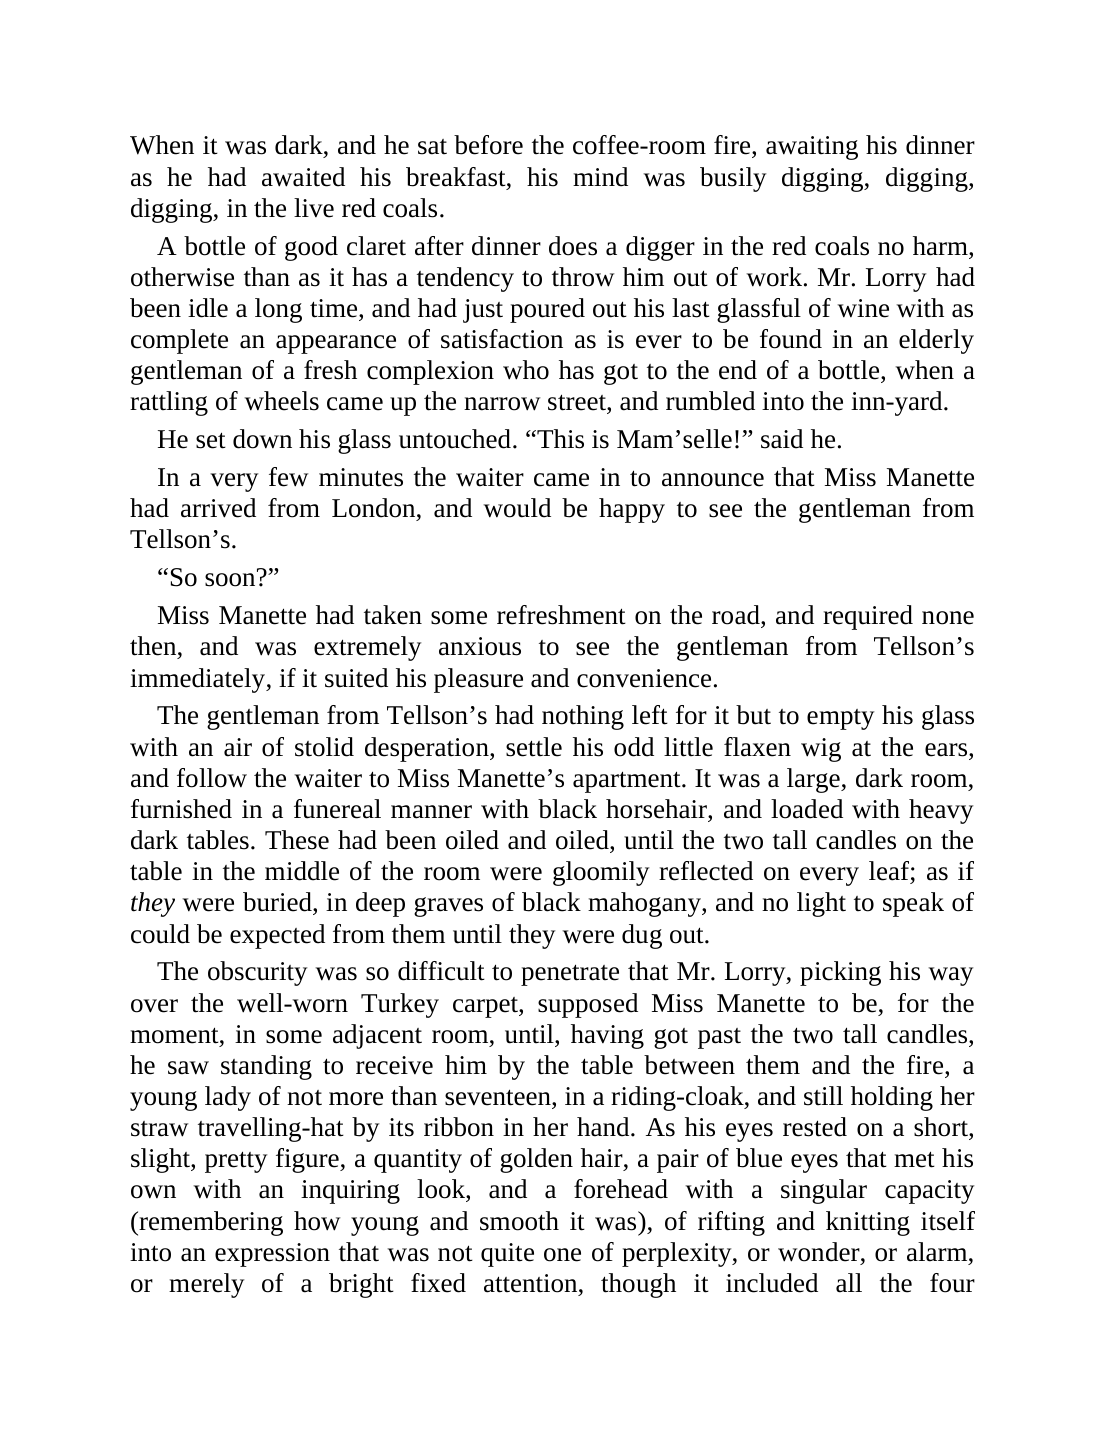 When it was dark, and he sat before the coffee-room fire, awaiting his dinner
as he had awaited his breakfast, his mind was busily digging, digging,
digging, in the live red coals.
A bottle of good claret after dinner does a digger in the red coals no harm,
otherwise than as it has a tendency to throw him out of work. Mr. Lorry had
been idle a long time, and had just poured out his last glassful of wine with as
complete an appearance of satisfaction as is ever to be found in an elderly
gentleman of a fresh complexion who has got to the end of a bottle, when a
rattling of wheels came up the narrow street, and rumbled into the inn-yard.
He set down his glass untouched. “This is Mam’selle!” said he.
In a very few minutes the waiter came in to announce that Miss Manette
had arrived from London, and would be happy to see the gentleman from
Tellson’s.
“So soon?”
Miss Manette had taken some refreshment on the road, and required none
then, and was extremely anxious to see the gentleman from Tellson’s
immediately, if it suited his pleasure and convenience.
The gentleman from Tellson’s had nothing left for it but to empty his glass
with an air of stolid desperation, settle his odd little flaxen wig at the ears,
and follow the waiter to Miss Manette’s apartment. It was a large, dark room,
furnished in a funereal manner with black horsehair, and loaded with heavy
dark tables. These had been oiled and oiled, until the two tall candles on the
table in the middle of the room were gloomily reflected on every leaf; as if
they were buried, in deep graves of black mahogany, and no light to speak of
could be expected from them until they were dug out.
The obscurity was so difficult to penetrate that Mr. Lorry, picking his way
over the well-worn Turkey carpet, supposed Miss Manette to be, for the
moment, in some adjacent room, until, having got past the two tall candles,
he saw standing to receive him by the table between them and the fire, a
young lady of not more than seventeen, in a riding-cloak, and still holding her
straw travelling-hat by its ribbon in her hand. As his eyes rested on a short,
slight, pretty figure, a quantity of golden hair, a pair of blue eyes that met his
own with an inquiring look, and a forehead with a singular capacity
(remembering how young and smooth it was), of rifting and knitting itself
into an expression that was not quite one of perplexity, or wonder, or alarm,
or merely of a bright fixed attention, though it included all the four